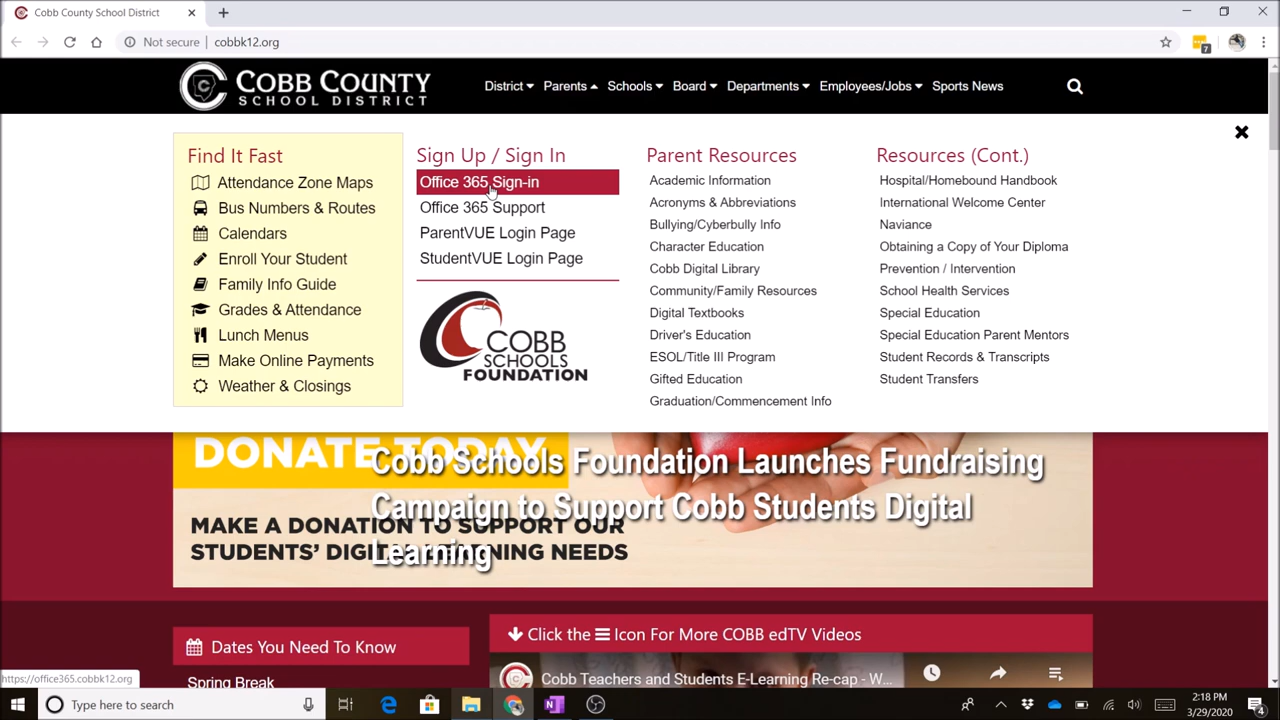 Cobb County School District
Not secure
cobbk12.org
7
C
COBB COUNTY
SCHOOL DISTRICT
District
Parents
Schools
Board
Departments
Employees/Jobs
Sports News
Find It Fast
Attendance Zone Maps
Bus Numbers & Routes
Calendars
Enroll Your Student
Family Info Guide
Grades & Attendance
Lunch Menus
Make Online Payments
Weather & Closings
Sign Up / Sign In
Office 365 Sign-in
Office 365 Support
ParentVUE Login Page
StudentVUE Login Page
COBB
SCHOOLS
FOUNDATION
Parent Resources
Academic Information
Acronyms & Abbreviations
Bullying/Cyberbully Info
Character Education
Cobb Digital Library
Community/Family Resources
Digital Textbooks
Driver's Education
ESOL/Title III Program
Gifted Education
Graduation/Commencement Info
Resources (Cont.)
Hospital/Homebound Handbook
International Welcome Center
Naviance
Obtaining a Copy of Your Diploma
Prevention / Intervention
School Health Services
Special Education
Special Education Parent Mentors
Student Records & Transcripts
Student Transfers
DONATE TODAY
Cobb Schools Foundation Launches Fundraising
Campaign to Support Cobb Students Digital
Learning
MAKE A DONATION TO SUPPORT OUR
STUDENTS' DIGITAL LEARNING NEEDS
Dates You Need To Know
Spring Break
Click the ☰ Icon For More COBB edTV Videos
Cobb Teachers and Students E-Learning Re-cap - W...
https://office365.cobbk12.org
Type here to search
2:18 PM
3/29/2020
4